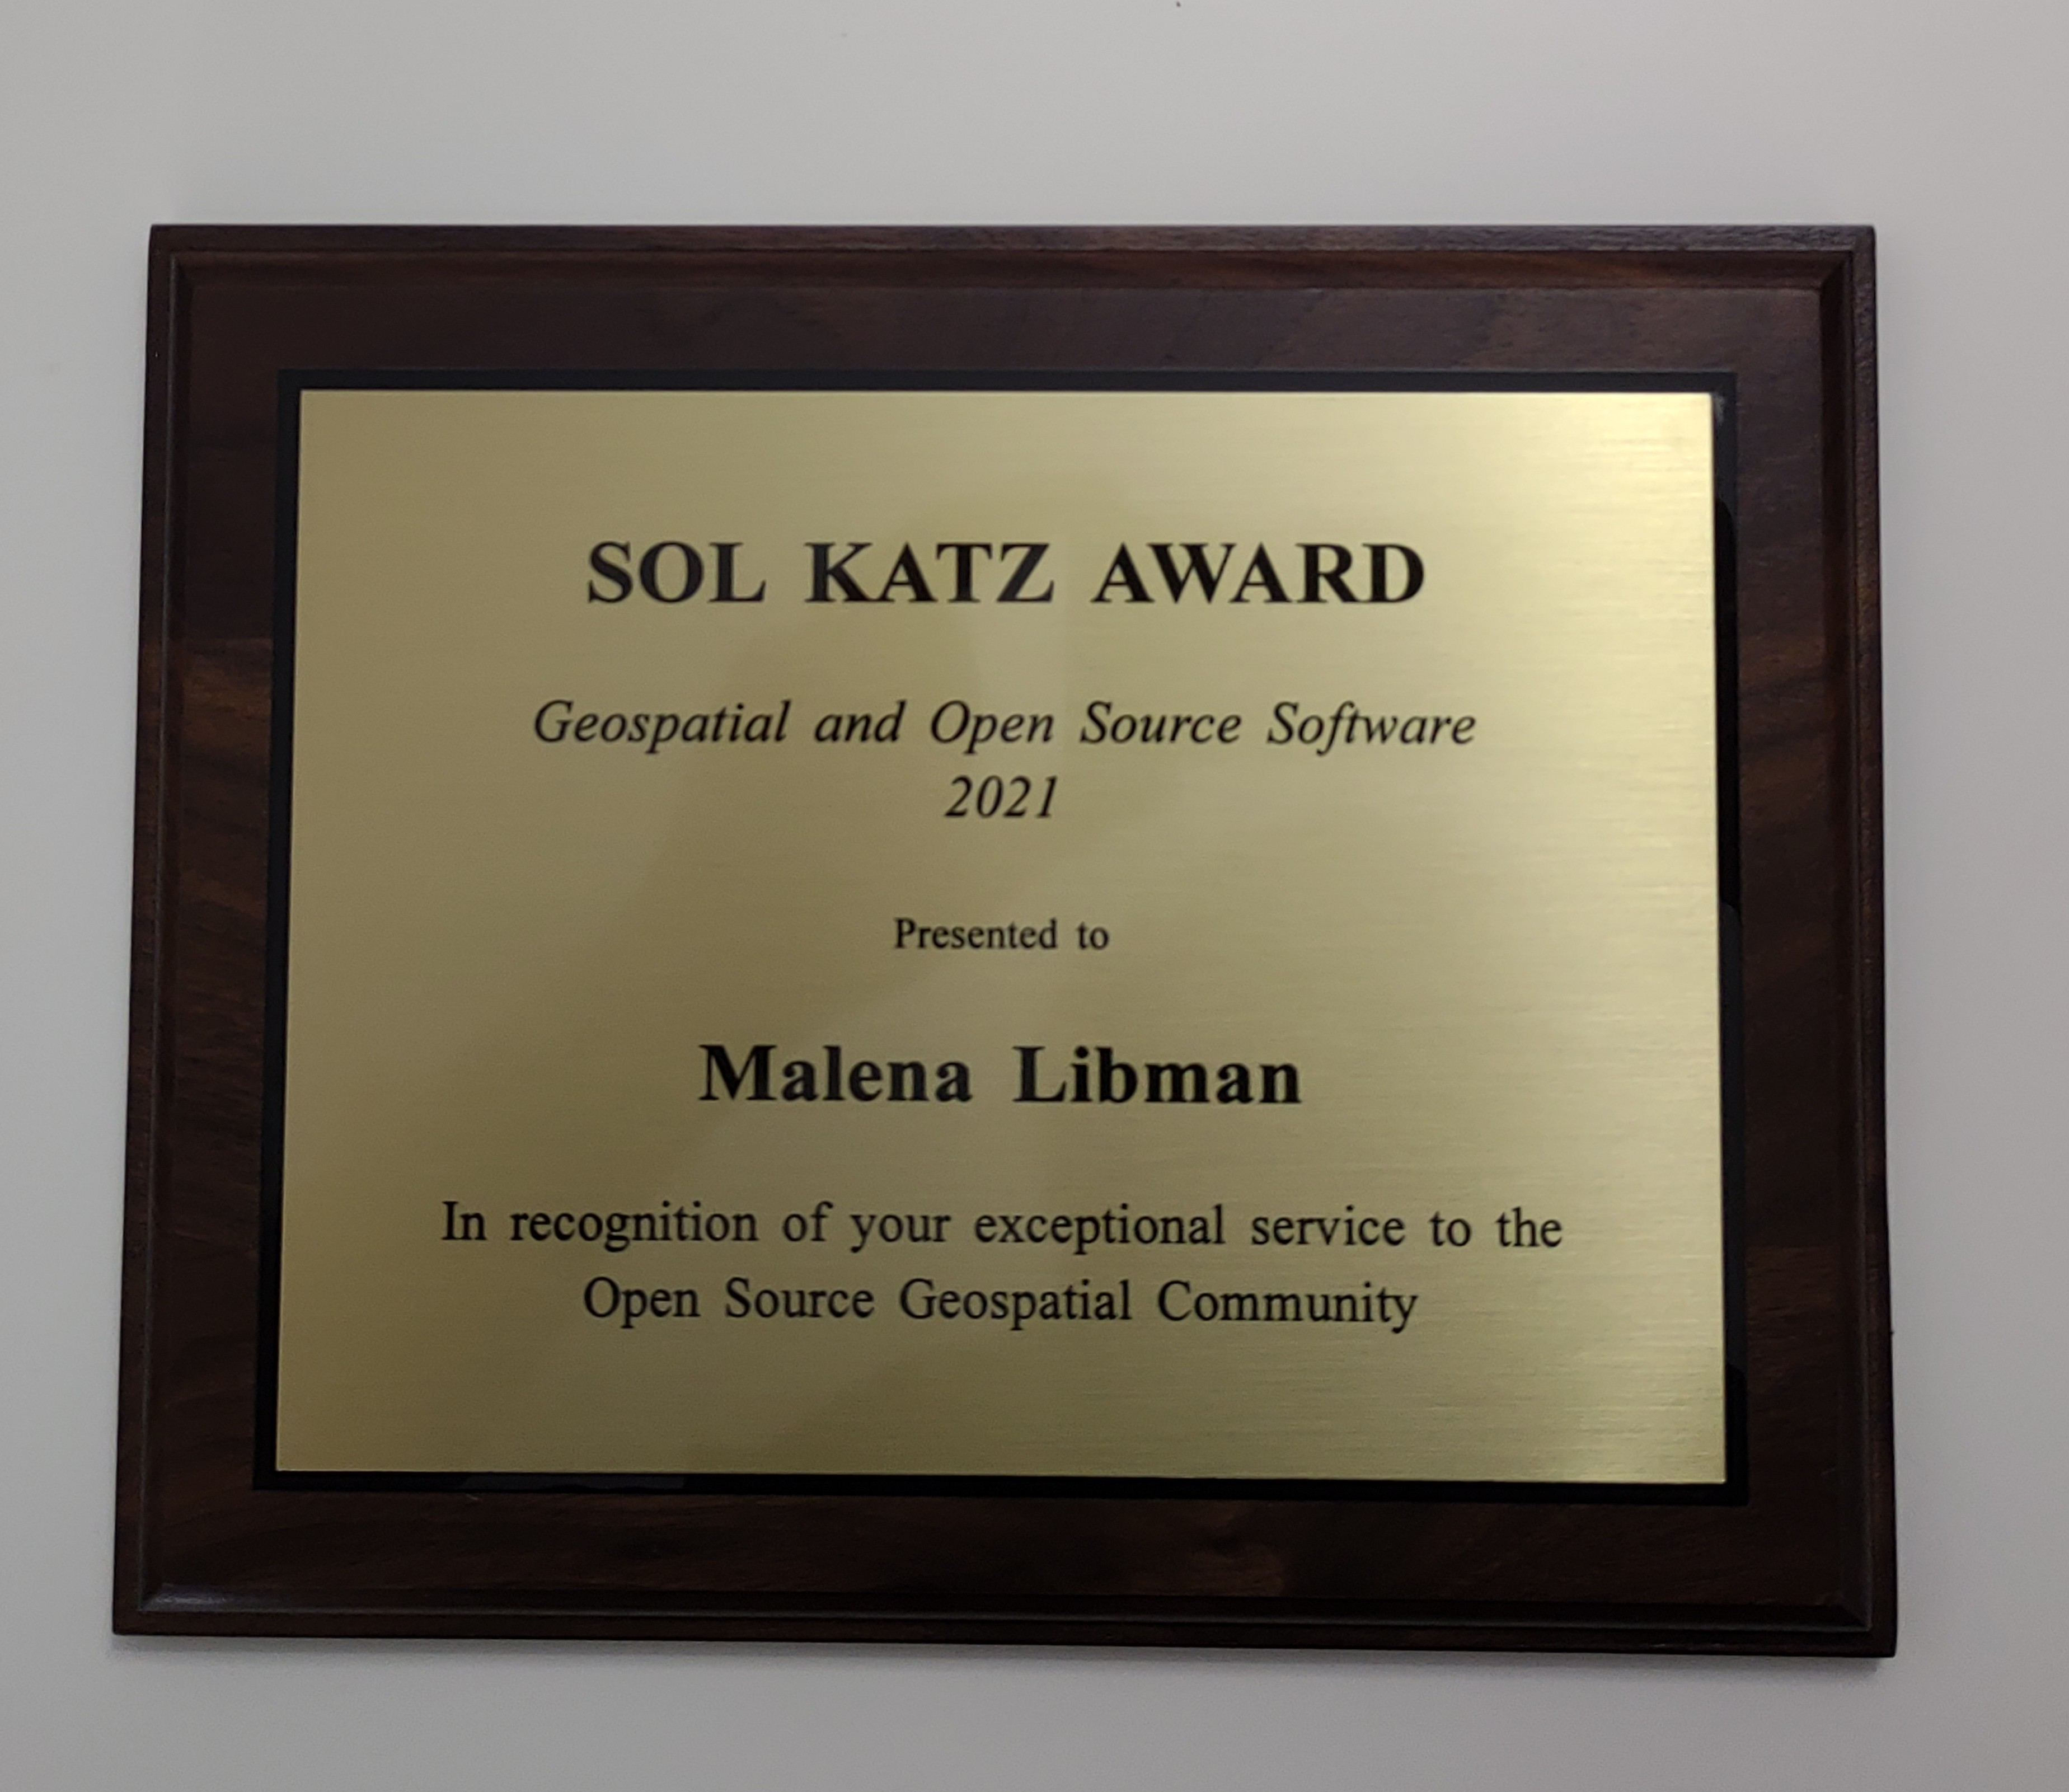 SOL KATZ AWARD
Geospatial and Open Source Software
2021
Presented to
Malena Libman
In recognition of your exceptional service to the
Open Source Geospatial Community